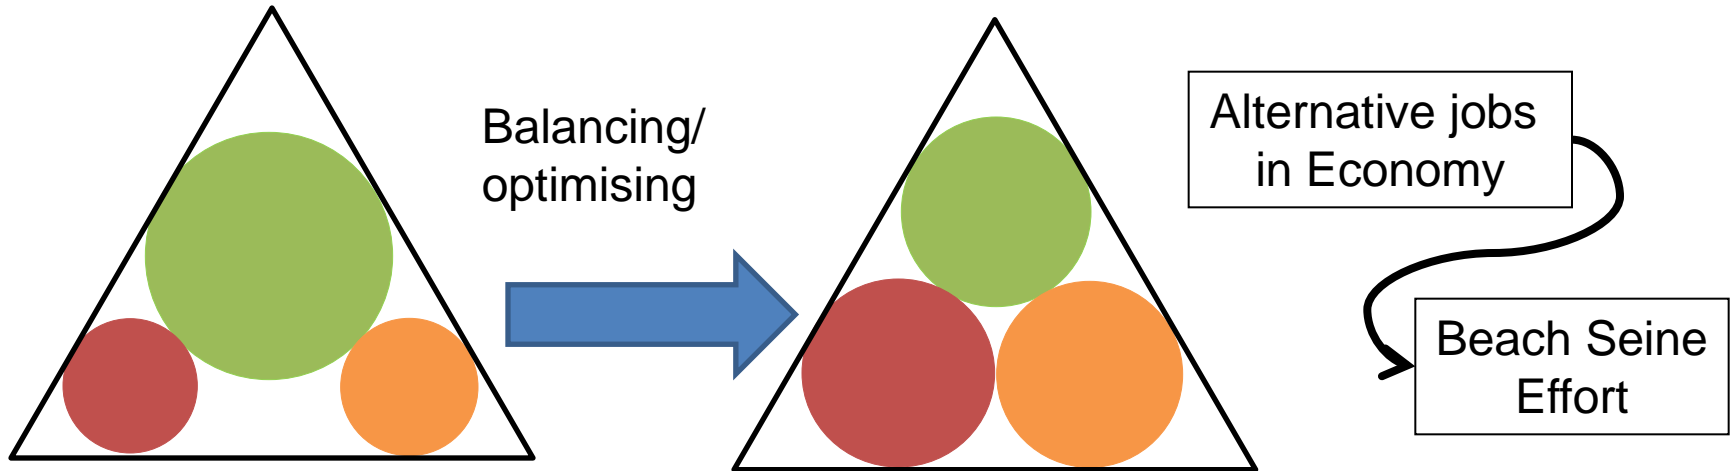 Balancing/
optimising
Alternative jobs
in Economy
Beach Seine
Effort